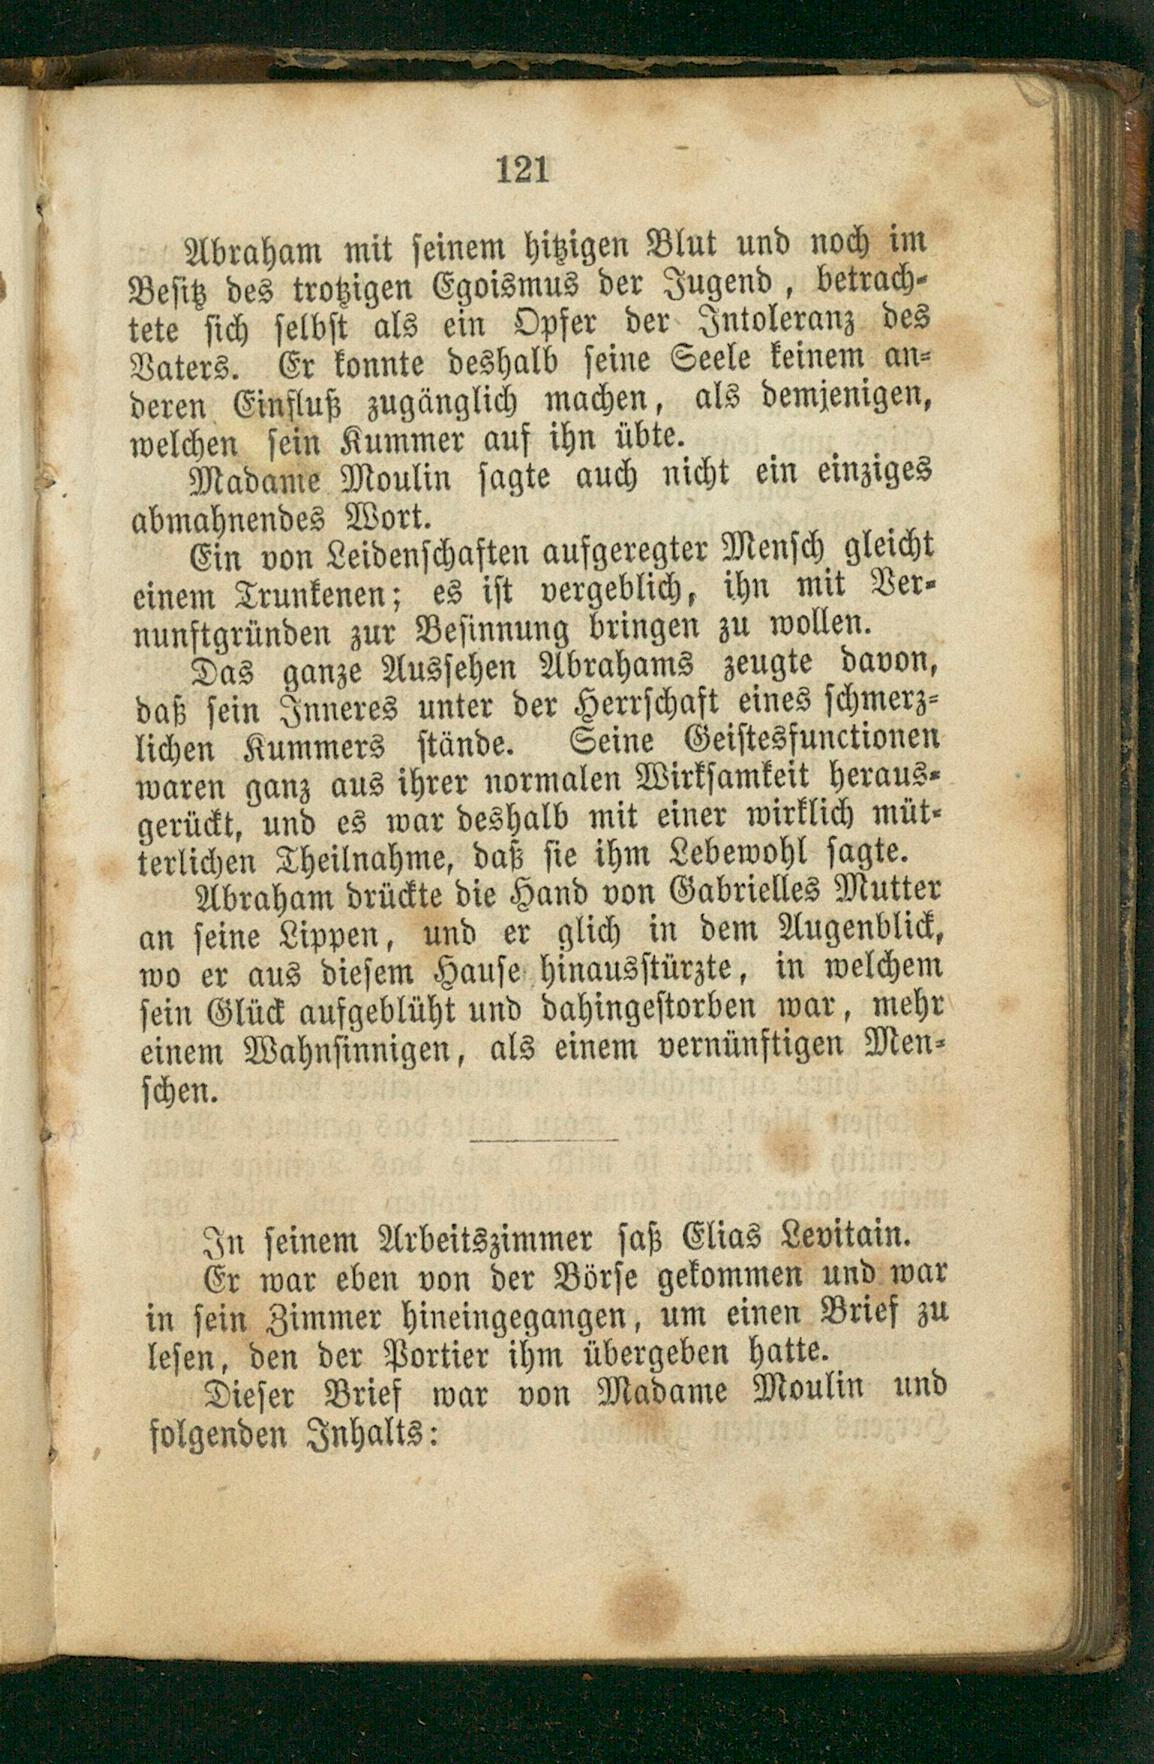 121
Abraham mit seinem hitzigen Blut und noch im
Besitz des trotzigen Egoismus der Jugend, betrach-
tete sich selbst als ein Opfer der Intoleranz des
Vaters. Er konnte deshalb seine Seele keinem an-
deren Einfluß zugänglich machen, als demjenigen,
welchen sein Kummer auf ihn übte.
Madame Moulin sagte auch nicht ein einziges
abmahnendes Wort.
Ein von Leidenschaften aufgeregter Mensch gleicht
einem Trunkenen; es ist vergeblich, ihn mit Ver-
nunftgründen zur Besinnung bringen zu wollen.
Das ganze Aussehen Abrahams zeugte davon,
daß sein Inneres unter der Herrschaft eines schmerz-
lichen Kummers stände. Seine Geistesfunctionen
waren ganz aus ihrer normalen Wirksamkeit heraus-
gerückt, und es war deshalb mit einer wirklich müt-
terlichen Theilnahme, daß sie ihm Lebewohl sagte.
Abraham drückte die Hand von Gabrielles Mutter
an seine Lippen, und er glich in dem Augenblick,
wo er aus diesem Hause hinausstürzte, in welchem
sein Glück aufgeblüht und dahingestorben war, mehr
einem Wahnsinnigen, als einem vernünftigen Men-
schen.
In seinem Arbeitszimmer saß Elias Levitain.
Er war eben von der Börse gekommen und war
in sein Zimmer hineingegangen, um einen Brief zu
lesen, den der Portier ihm übergeben hatte.
Dieser Brief war von Madame Moulin und
folgenden Inhalts: